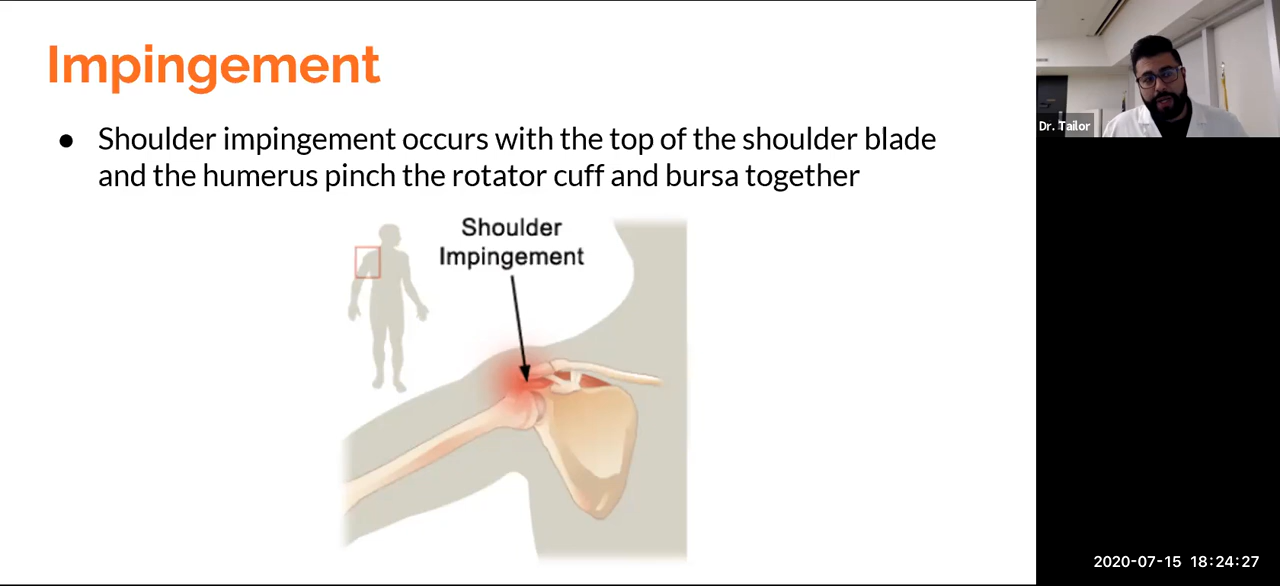 Impingement
● Shoulder impingement occurs with the top of the shoulder blade
and the humerus pinch the rotator cuff and bursa together
Shoulder
Impingement
Dr. Tailor
2020-07-15 18:24:27